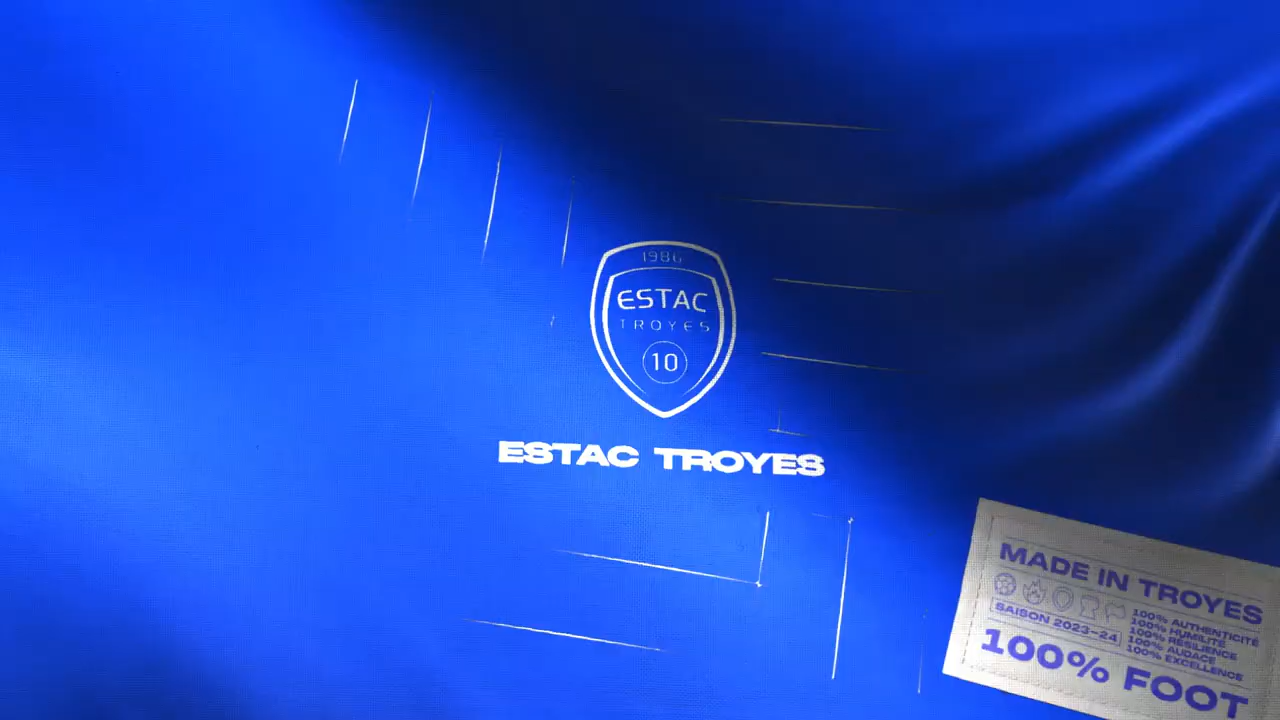 1986
ESTAC
TROYES
10
ESTAC TROYES
MADE IN TROYES
SAISON 2023-24
100% AUTHENTICITÉ
100% HUMILITÉ
100% RÉSILIENCE
100% AUDACE
100% EXCELLENCE
100% FOOT